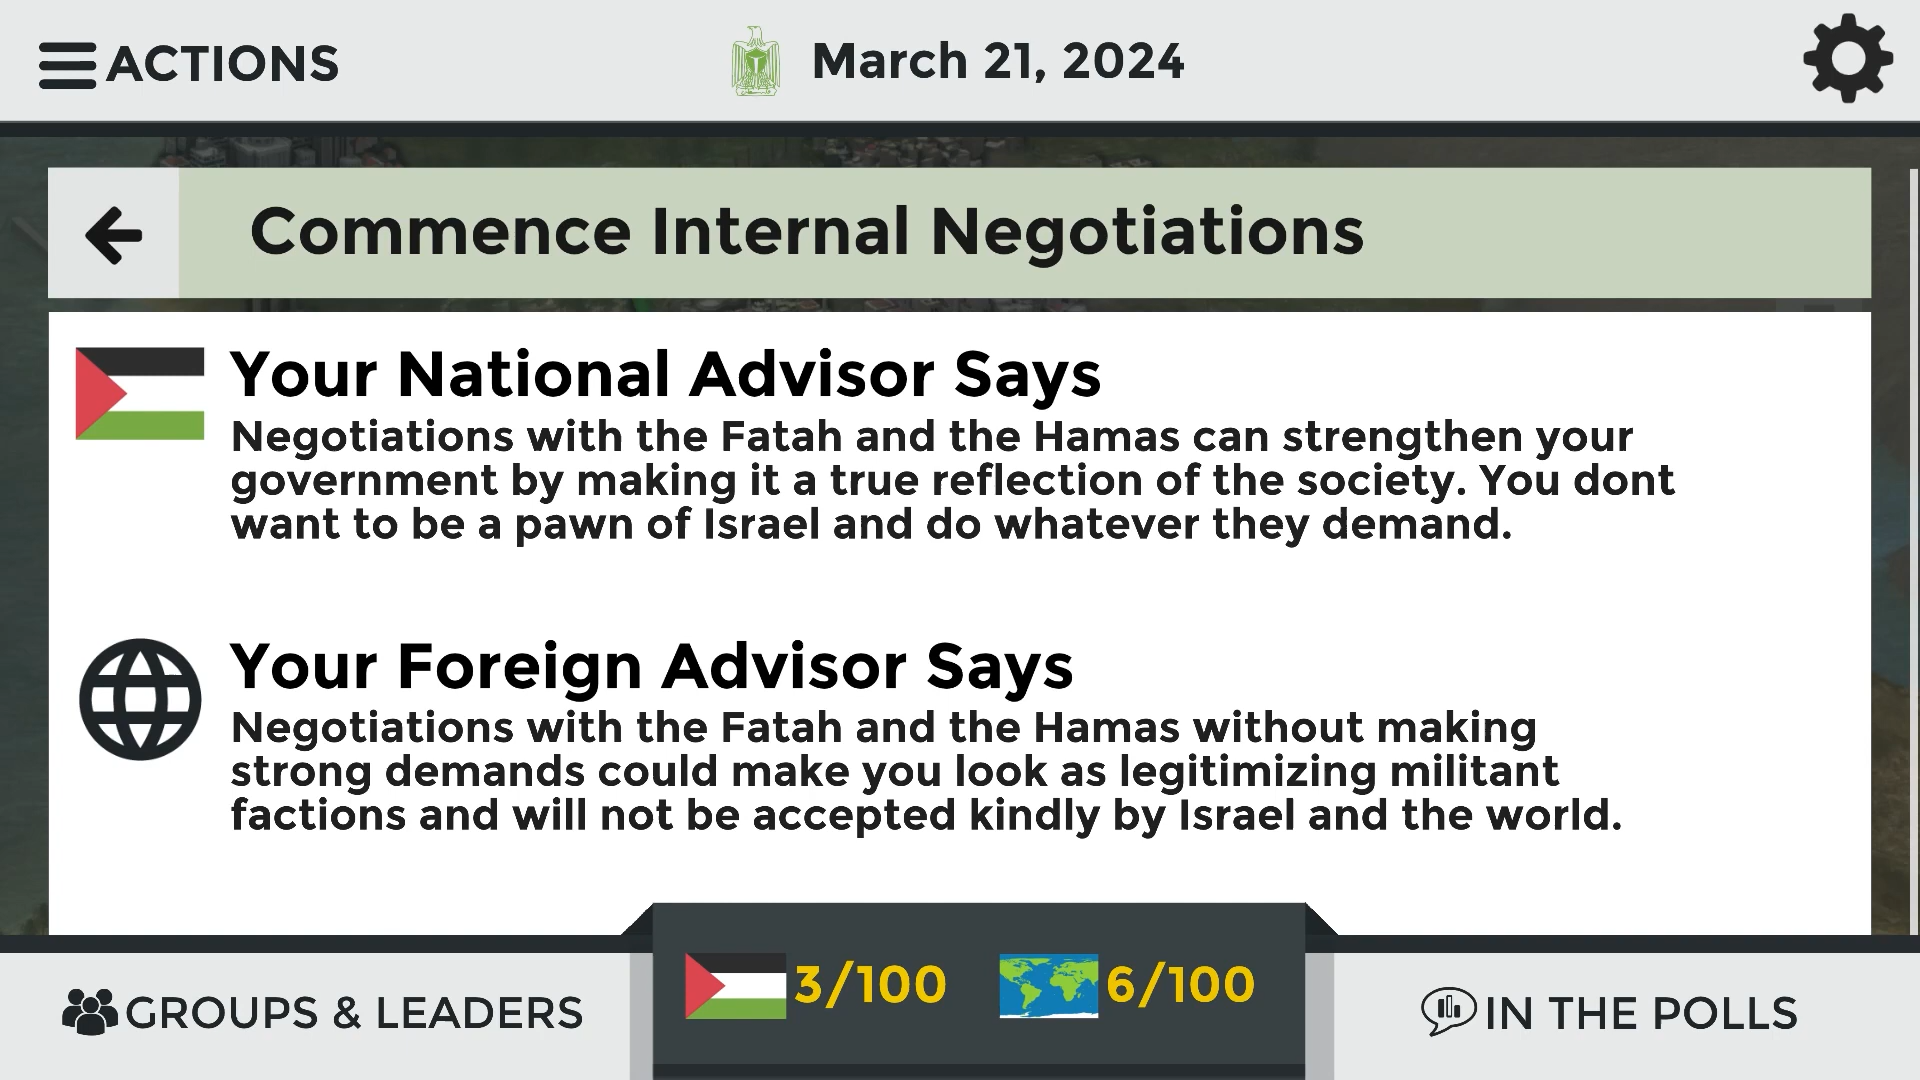 ACTIONS
March 21, 2024
Commence Internal Negotiations
Your National Advisor Says
Negotiations with the Fatah and the Hamas can strengthen your
government by making it a true reflection of the society. You dont
want to be a pawn of Israel and do whatever they demand.
Your Foreign Advisor Says
Negotiations with the Fatah and the Hamas without making
strong demands could make you look as legitimizing militant
factions and will not be accepted kindly by Israel and the world.
GROUPS & LEADERS
3/100
6/100
IN THE POLLS